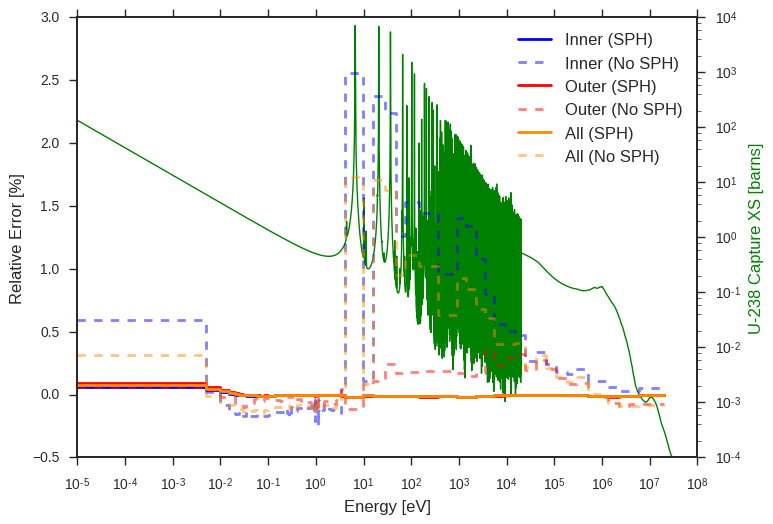 3.0
2.5
2.0
1.5
1.0
0.5
0.0
−0.5
Relative Error [%]
Inner (SPH)
Inner (No SPH)
Outer (SPH)
Outer (No SPH)
All (SPH)
All (No SPH)
10⁴
10³
10²
10¹
10⁰
10⁻¹
10⁻²
10⁻³
10⁻⁴
U-238 Capture XS [barns]
10⁻⁵ 10⁻⁴ 10⁻³ 10⁻² 10⁻¹ 10⁰ 10¹ 10² 10³ 10⁴ 10⁵ 10⁶ 10⁷ 10⁸
Energy [eV]